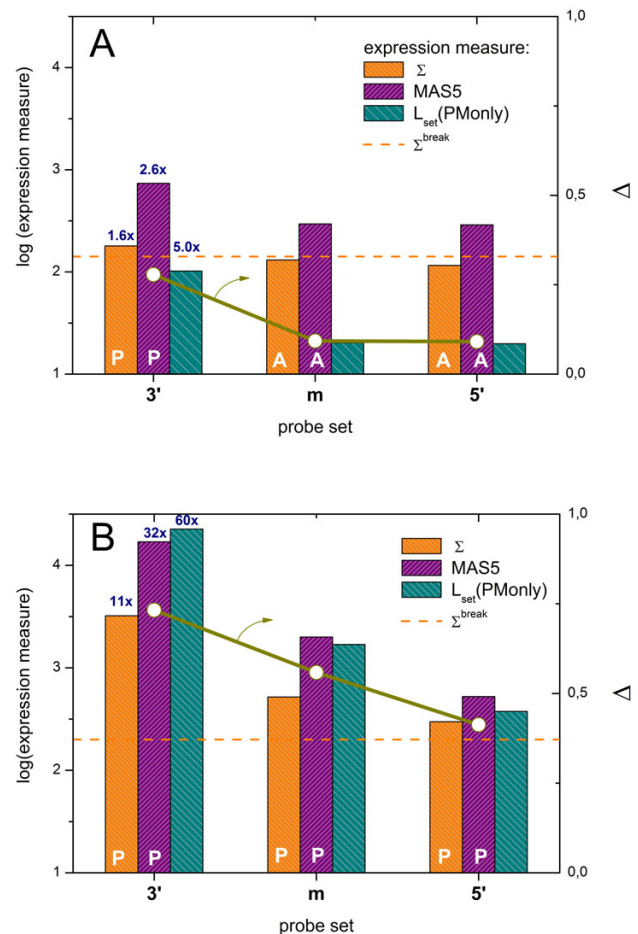 A
expression measure:
Σ
MAS5
L_set(PMonly)
Σ^break
log (expression measure)
4
3
2
1
1,0
0,5
0,0
Δ
1.6x
2.6x
5.0x
P P
A A
A A
3' m 5'
probe set
B
Σ
MAS5
L_set(PMonly)
Σ^break
log(expression measure)
4
3
2
1
1,0
0,5
0,0
Δ
11x
32x
60x
P P
P P
P P
3' m 5'
probe set